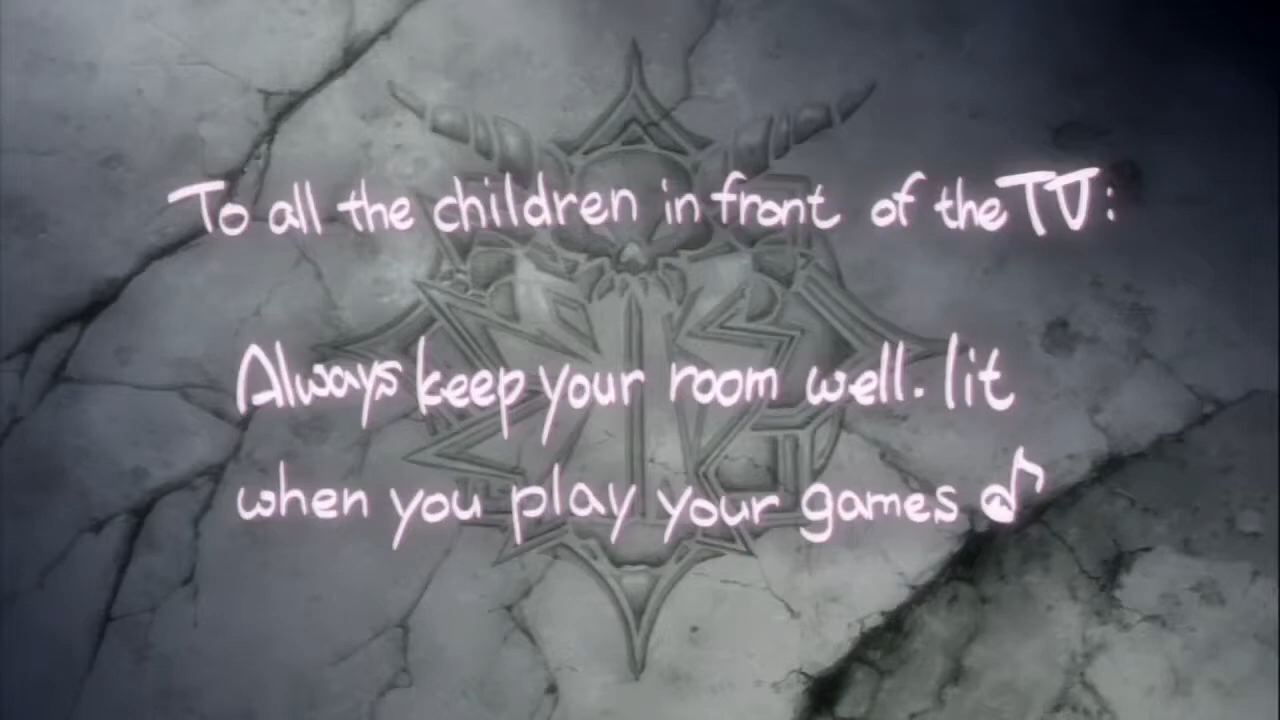 To all the children in front of the TV:
Always keep your room well-lit
when you play your games ♪